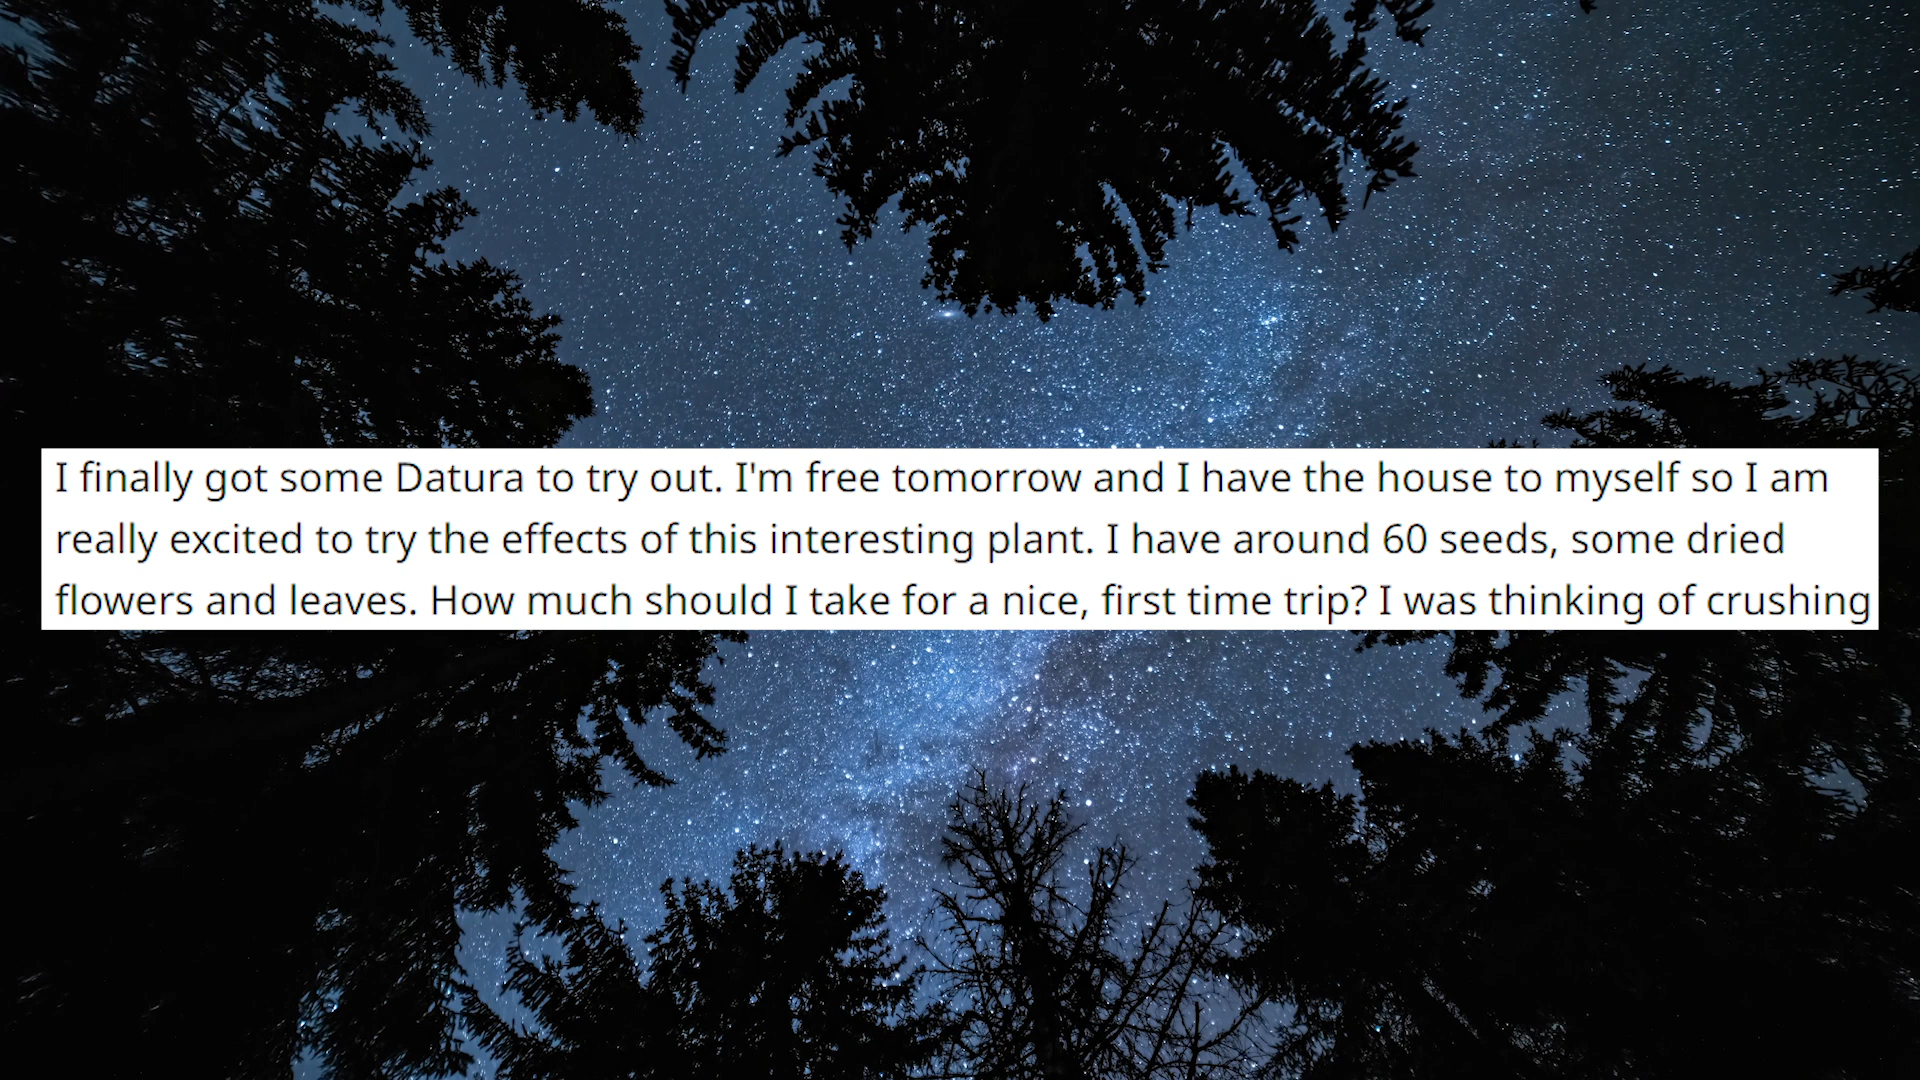 I finally got some Datura to try out. I'm free tomorrow and I have the house to myself so I am
really excited to try the effects of this interesting plant. I have around 60 seeds, some dried
flowers and leaves. How much should I take for a nice, first time trip? I was thinking of crushing